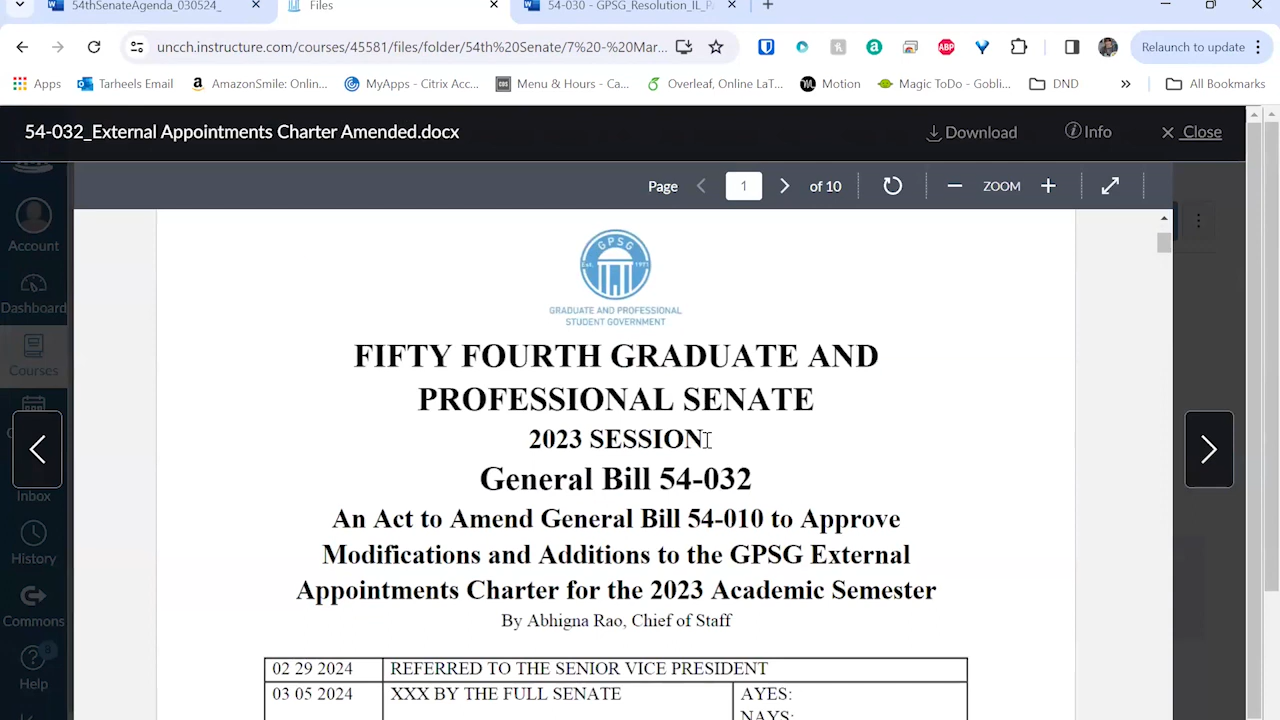 54thSenateAgenda_030524_
Files
54-030 - GPSG_Resolution_IL_P
uncch.instructure.com/courses/45581/files/folder/54th%20Senate/7%20-%20Mar...
Relaunch to update
Apps
Tarheels Email
AmazonSmile: Onlin...
MyApps - Citrix Acc...
Menu & Hours - Ca...
Overleaf, Online LaT...
Motion
Magic ToDo - Gobli...
DND
All Bookmarks
54-032_External Appointments Charter Amended.docx
Download
Info
Close
Page
1
of 10
ZOOM
Account
Dashboard
Courses
Inbox
History
Commons
8
Help
GPSG
Est. 1971
GRADUATE AND PROFESSIONAL
STUDENT GOVERNMENT
FIFTY FOURTH GRADUATE AND
PROFESSIONAL SENATE
2023 SESSION
General Bill 54-032
An Act to Amend General Bill 54-010 to Approve
Modifications and Additions to the GPSG External
Appointments Charter for the 2023 Academic Semester
By Abhigna Rao, Chief of Staff
02 29 2024 REFERRED TO THE SENIOR VICE PRESIDENT
03 05 2024 XXX BY THE FULL SENATE AYES:
NAYS: